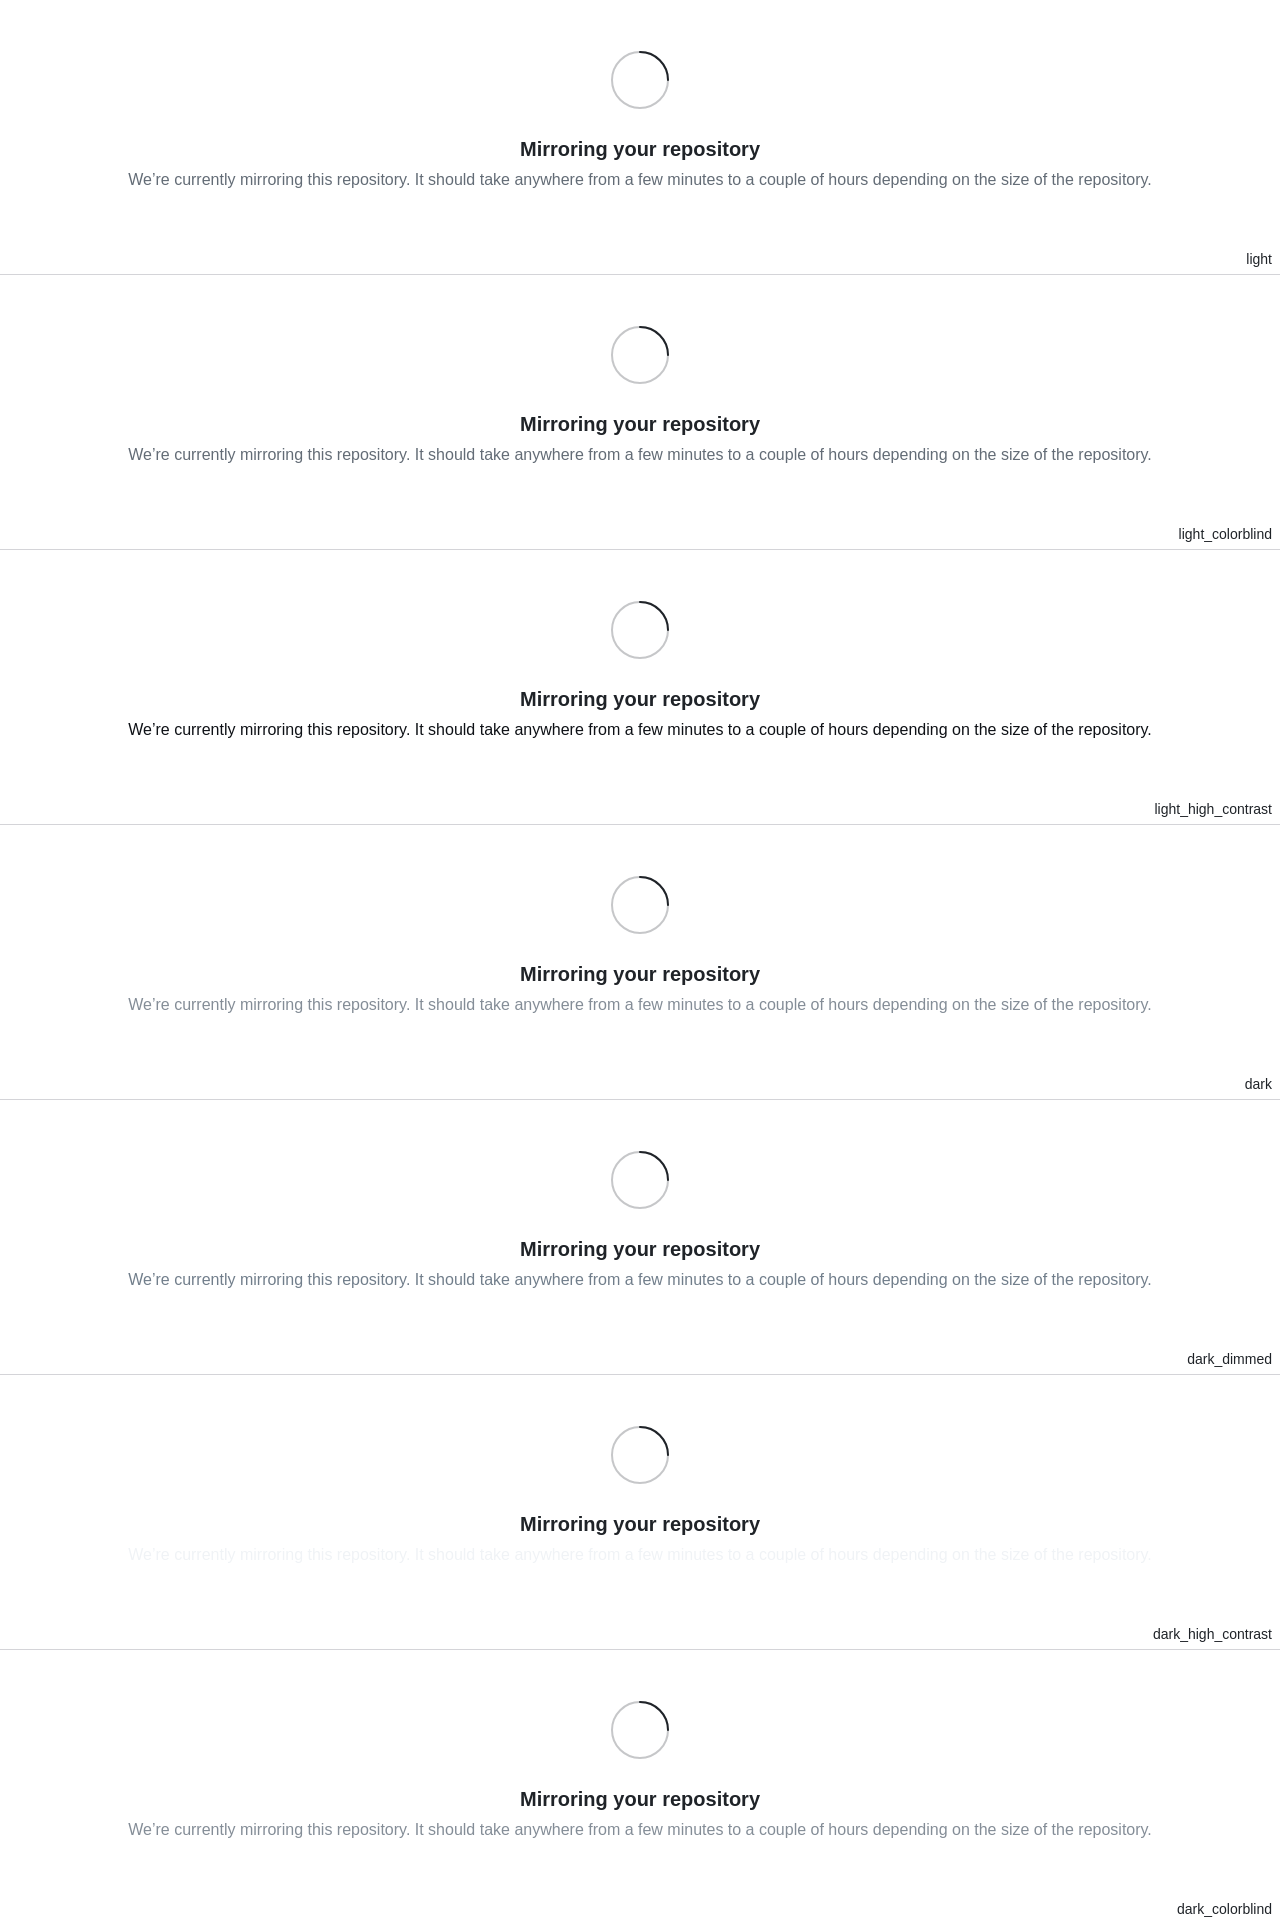 Mirroring your repository
We’re currently mirroring this repository. It should take anywhere from a few minutes to a couple of hours depending on the size of the repository.
light
Mirroring your repository
We’re currently mirroring this repository. It should take anywhere from a few minutes to a couple of hours depending on the size of the repository.
light_colorblind
Mirroring your repository
We’re currently mirroring this repository. It should take anywhere from a few minutes to a couple of hours depending on the size of the repository.
light_high_contrast
Mirroring your repository
We’re currently mirroring this repository. It should take anywhere from a few minutes to a couple of hours depending on the size of the repository.
dark
Mirroring your repository
We’re currently mirroring this repository. It should take anywhere from a few minutes to a couple of hours depending on the size of the repository.
dark_dimmed
Mirroring your repository
We’re currently mirroring this repository. It should take anywhere from a few minutes to a couple of hours depending on the size of the repository.
dark_high_contrast
Mirroring your repository
We’re currently mirroring this repository. It should take anywhere from a few minutes to a couple of hours depending on the size of the repository.
dark_colorblind